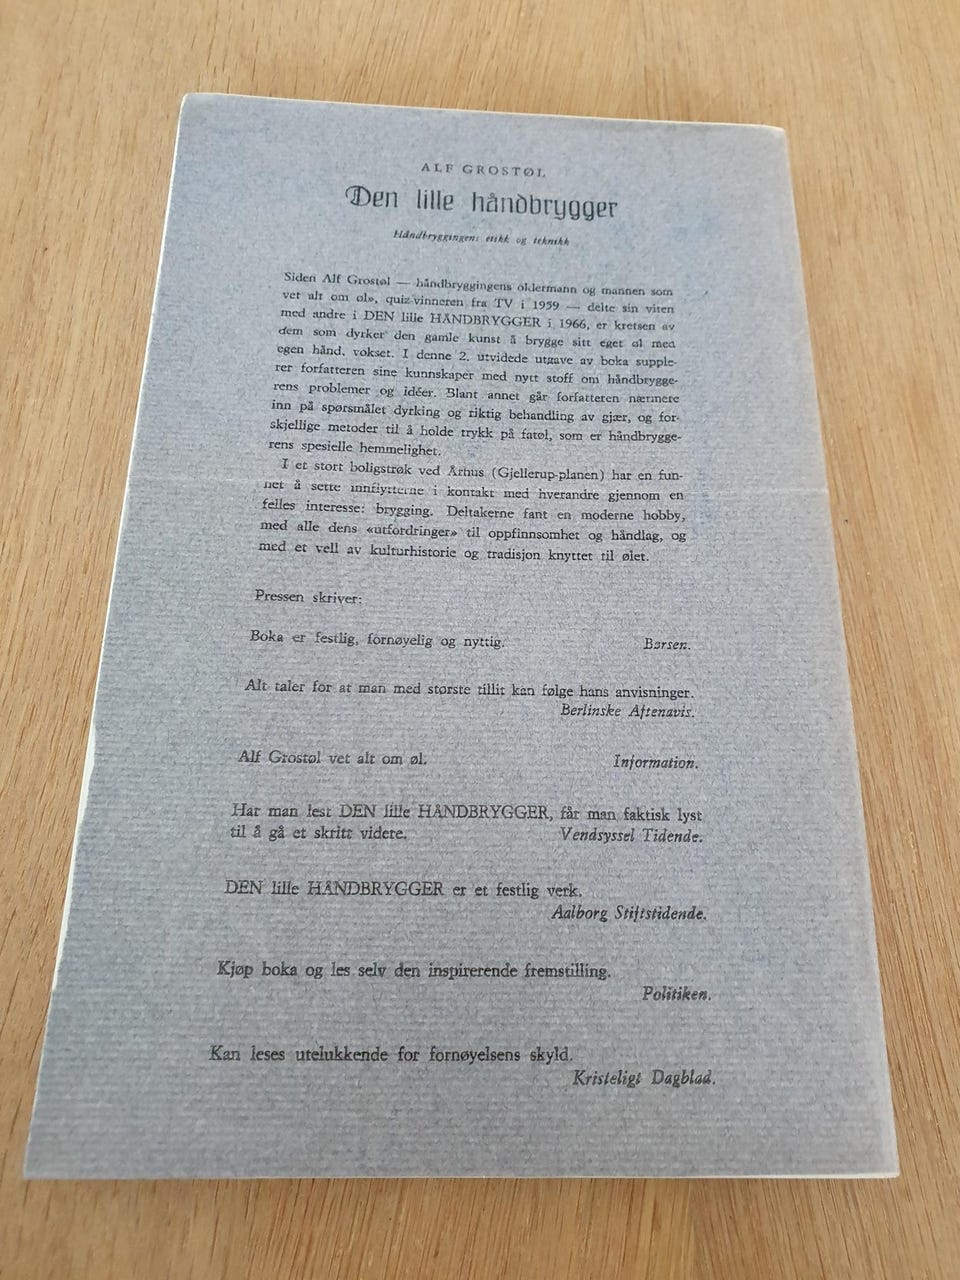 ALF GROSTØL
Den lille håndbrygger
Håndbryggingens etikk og teknikk
Siden Alf Grostøl — håndbryggingens oldermann og mannen som
vet alt om øl», quiz-vinneren fra TV i 1959 — delte sin viten
med andre i DEN lille HÅNDBRYGGER i 1966, er kretsen av
dem som dyrker den gamle kunst å brygge sitt eget øl med
egen hånd, vokset. I denne 2. utvidede utgave av boka supple-
rer forfatteren sine kunnskaper med nytt stoff om håndbrygge-
rens problemer og idéer. Blant annet går forfatteren nærmere
inn på spørsmålet dyrking og riktig behandling av gjær, og for-
skjellige metoder til å holde trykk på fatøl, som er håndbrygge-
rens spesielle hemmelighet.
I et stort boligstrøk ved Århus (Gjellerup-planen) har en fun-
net å sette innflytterne i kontakt med hverandre gjennom en
felles interesse: brygging. Deltakerne fant en moderne hobby,
med alle dens «utfordringer» til oppfinnsomhet og håndlag, og
med et vell av kulturhistorie og tradisjon knyttet til ølet.
Pressen skriver:
Boka er festlig, fornøyelig og nyttig. Børsen.
Alt taler for at man med største tillit kan følge hans anvisninger.
Berlinske Aftenavis.
Alf Grostøl vet alt om øl. Information.
Har man lest DEN lille HÅNDBRYGGER, får man faktisk lyst
til å gå et skritt videre. Vendsyssel Tidende.
DEN lille HÅNDBRYGGER er et festlig verk.
Aalborg Stiftstidende.
Kjøp boka og les selv den inspirerende fremstilling.
Politiken.
Kan leses utelukkende for fornøyelsens skyld.
Kristeligt Dagblad.